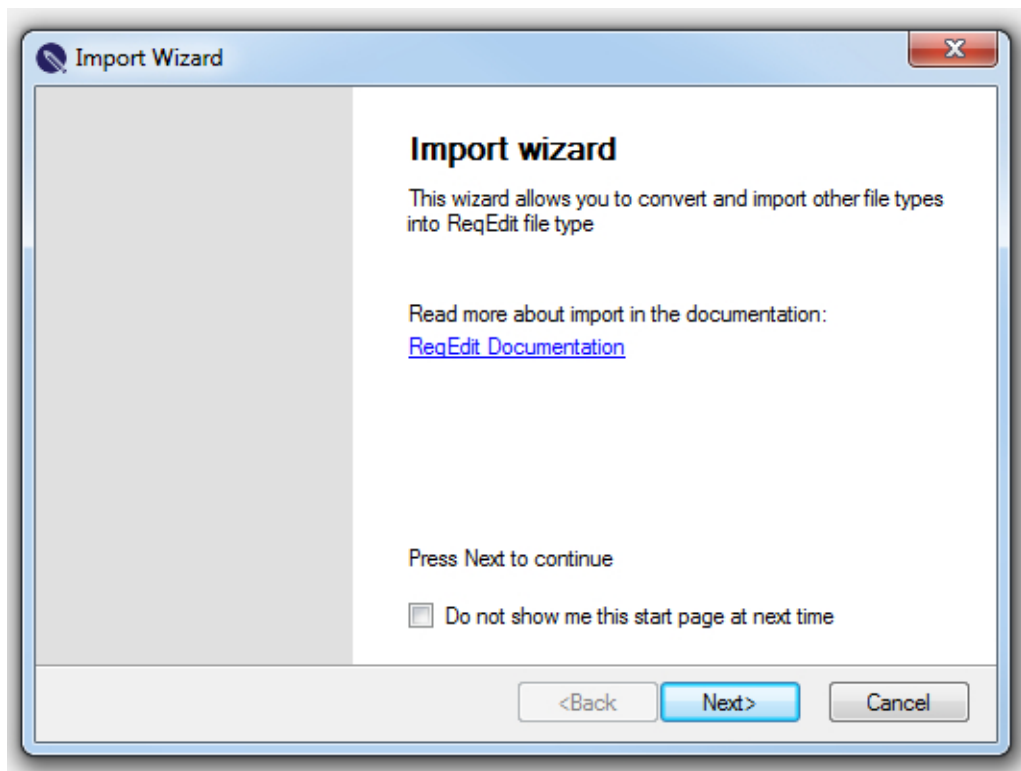 Import Wizard
Import wizard
This wizard allows you to convert and import other file types
into ReqEdit file type
Read more about import in the documentation:
ReqEdit Documentation
Press Next to continue
Do not show me this start page at next time
<Back
Next>
Cancel